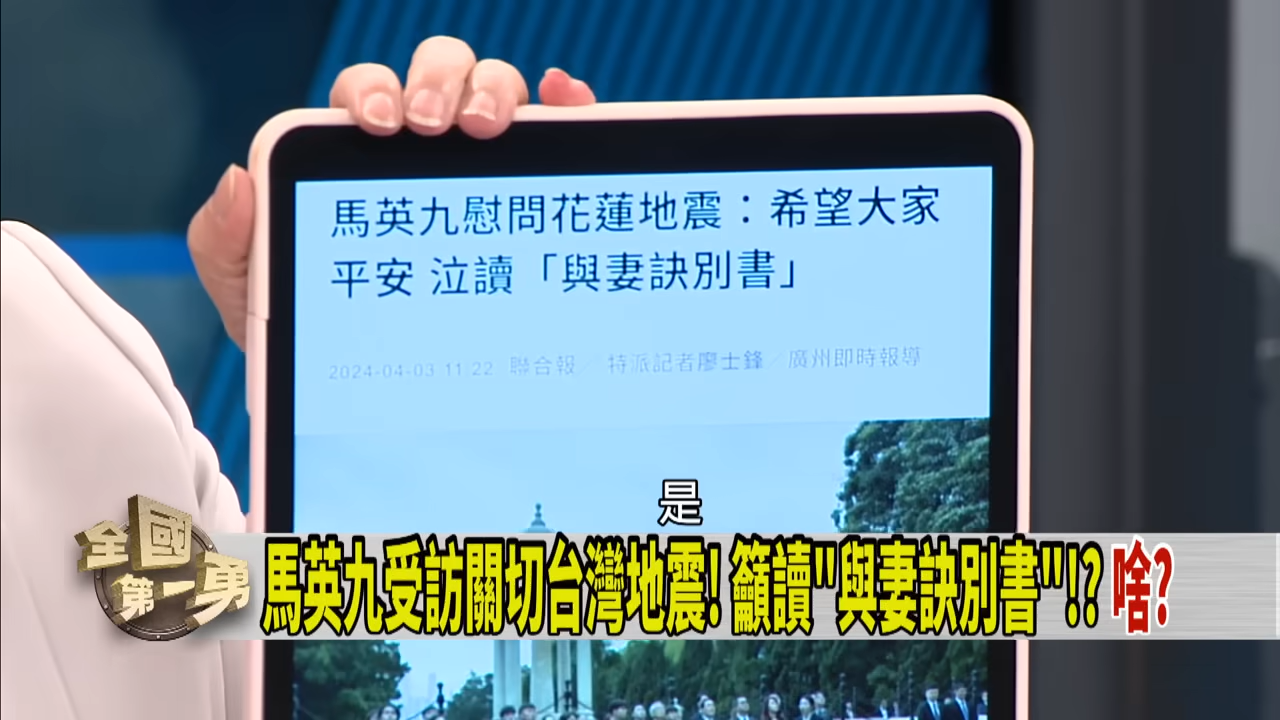 馬英九慰問花蓮地震：希望大家
平安 泣讀「與妻訣別書」
2024-04-03 11:22 聯合報／特派記者廖士鋒／廣州即時報導
是
全國
第一勇
馬英九受訪關切台灣地震! 籲讀"與妻訣別書"!? 啥?